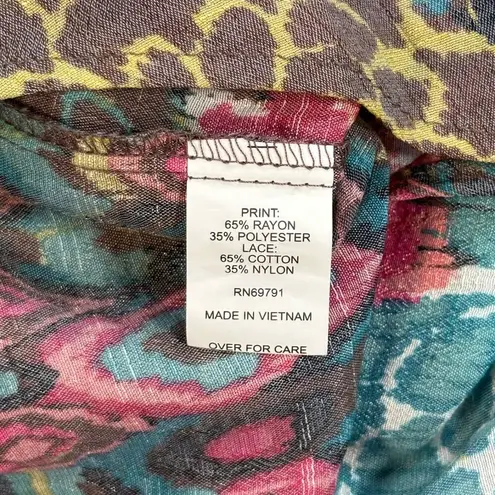 PRINT:
65% RAYON
35% POLYESTER
LACE:
65% COTTON
35% NYLON
RN69791
MADE IN VIETNAM
OVER FOR CARE